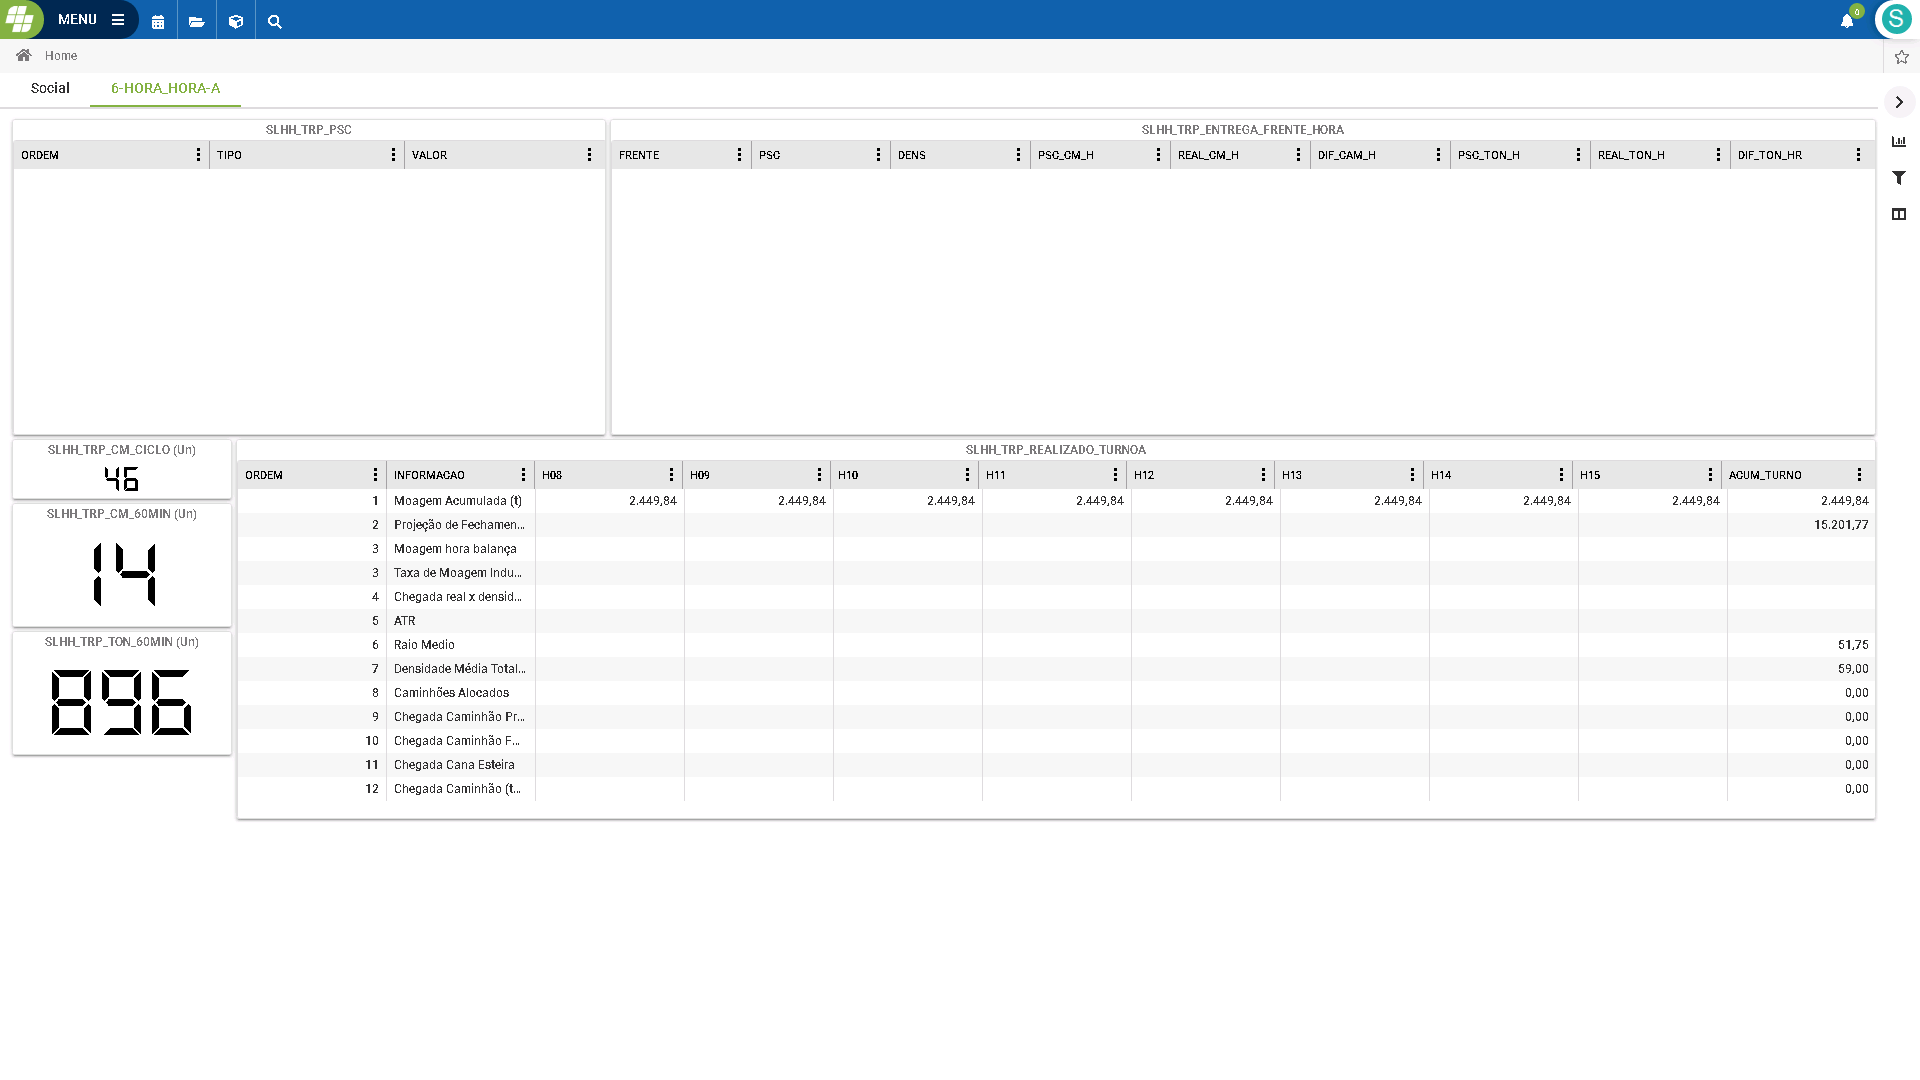 MENU
0
S
Home
Social
6-HORA_HORA-A
SLHH_TRP_PSC
ORDEM TIPO VALOR
SLHH_TRP_ENTREGA_FRENTE_HORA
FRENTE PSC DENS PSC_CM_H REAL_CM_H DIF_CAM_H PSC_TON_H REAL_TON_H DIF_TON_HR
SLHH_TRP_CM_CICLO (Un)
46
SLHH_TRP_CM_60MIN (Un)
14
SLHH_TRP_TON_60MIN (Un)
896
SLHH_TRP_REALIZADO_TURNOA
ORDEM INFORMACAO H08 H09 H10 H11 H12 H13 H14 H15 ACUM_TURNO
1 Moagem Acumulada (t) 2.449,84 2.449,84 2.449,84 2.449,84 2.449,84 2.449,84 2.449,84 2.449,84 2.449,84
2 Projeção de Fechamen... 15.201,77
3 Moagem hora balança
3 Taxa de Moagem Indu...
4 Chegada real x densid...
5 ATR
6 Raio Medio 51,75
7 Densidade Média Total... 59,00
8 Caminhões Alocados 0,00
9 Chegada Caminhão Pr... 0,00
10 Chegada Caminhão F... 0,00
11 Chegada Cana Esteira 0,00
12 Chegada Caminhão (t... 0,00